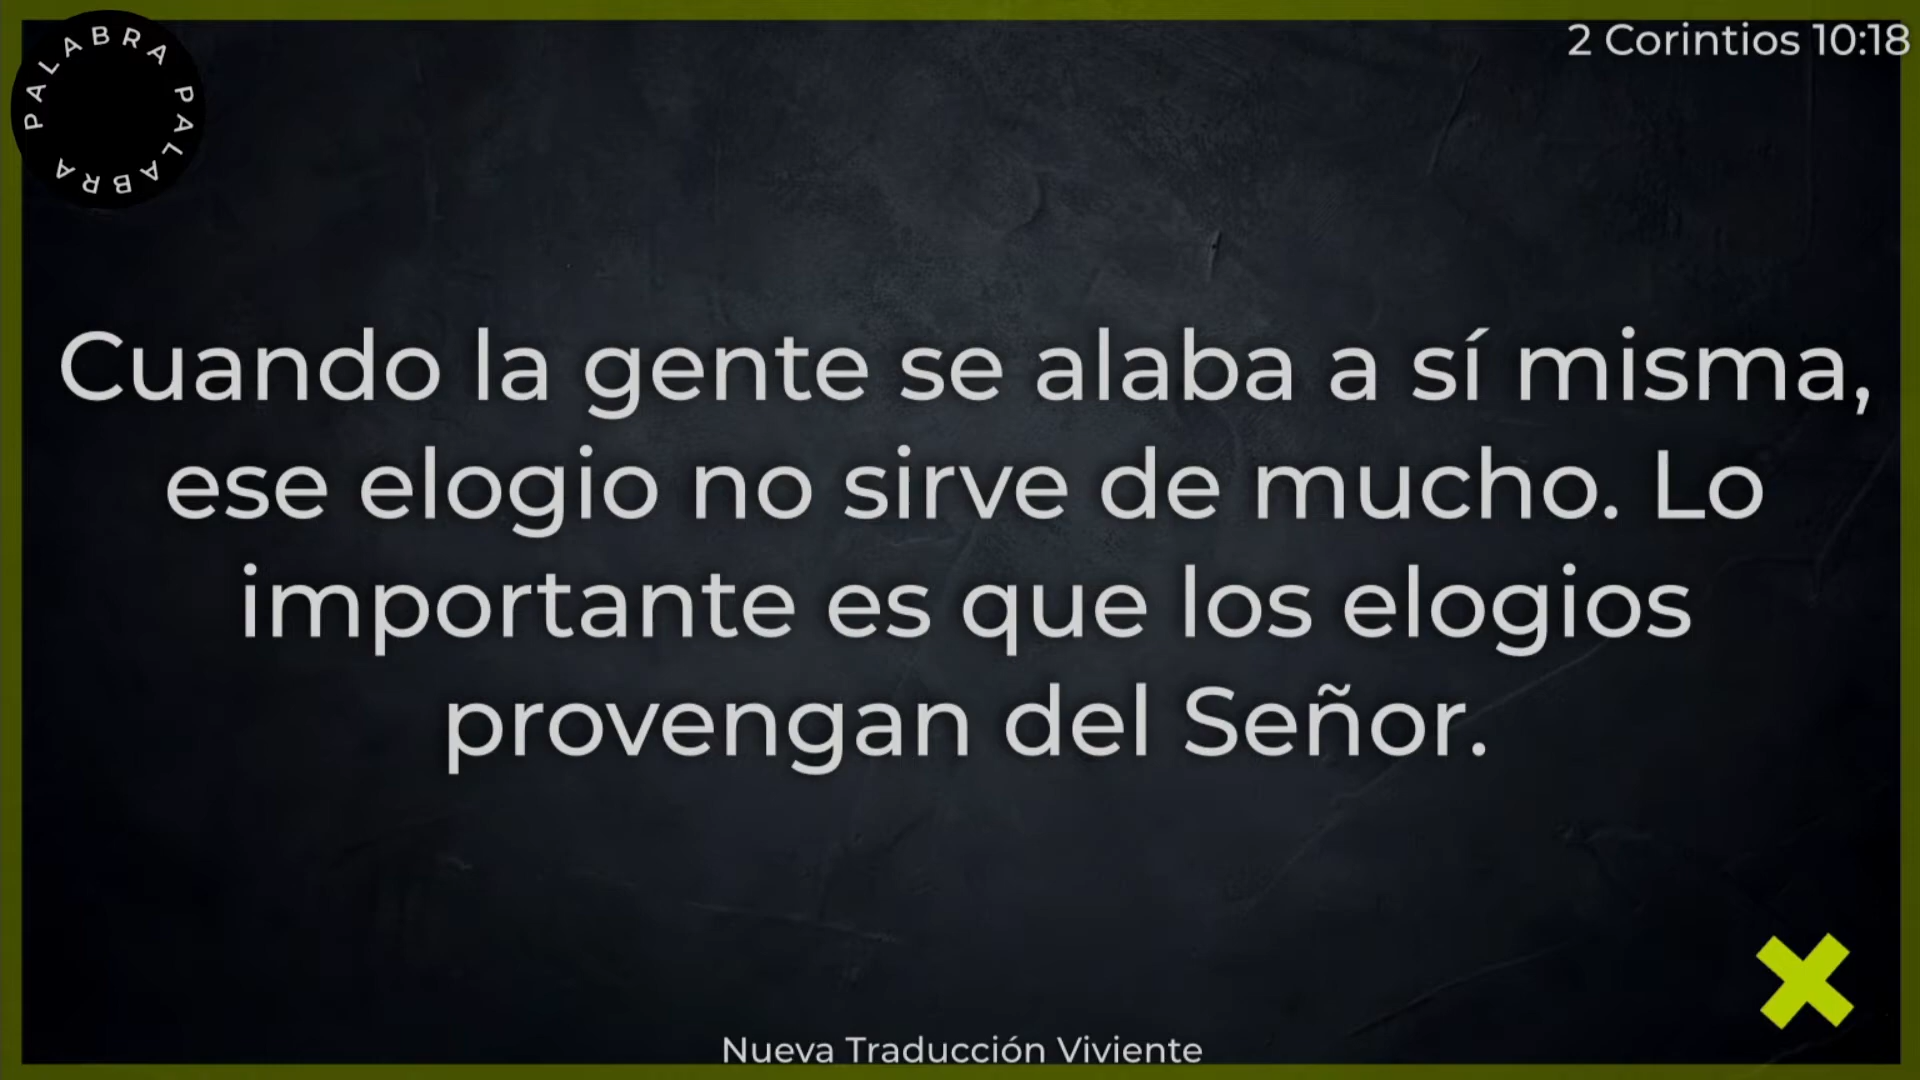 PALABRA PALABRA
2 Corintios 10:18
Cuando la gente se alaba a sí misma,
ese elogio no sirve de mucho. Lo
importante es que los elogios
provengan del Señor.
Nueva Traducción Viviente